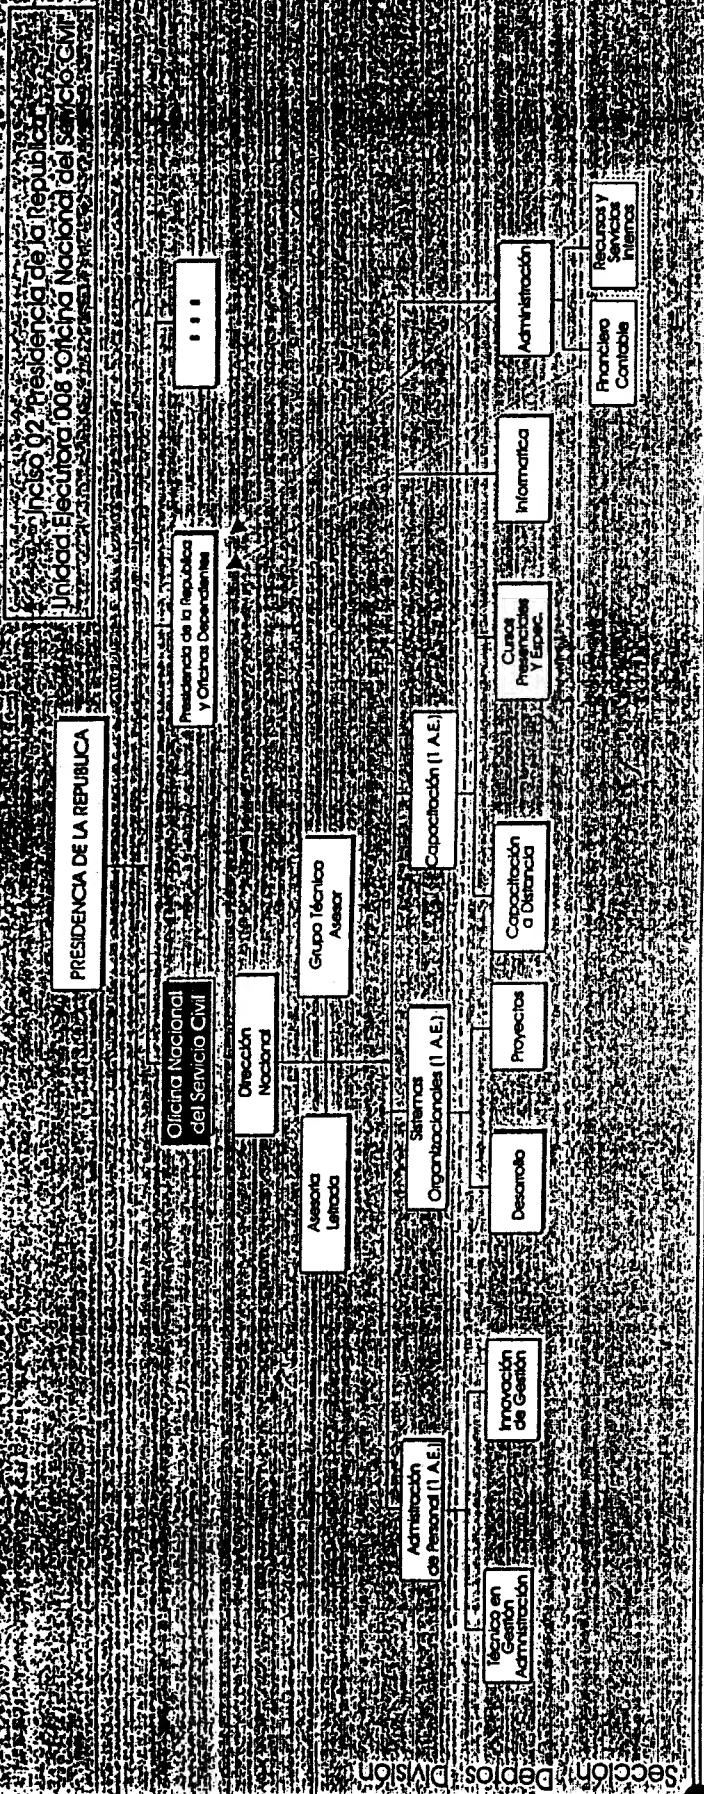 Inciso 02 "Presidencia de la Republica"
Unidad Ejecutora 008 "Oficina Nacional del Servicio Civil"
PRESIDENCIA DE LA REPUBLICA
Oficina Nacional
del Servicio Civil
Presidencia de la República
y Oficinas Dependientes
Dirección
Nacional
Asesoría
Letrada
Grupo Técnico
Asesor
División
Admistración
de Personal (1 A.E.)
Sistemas
Organizacionales (1 A.E.)
Capacitación (1 A.E.)
Deptos
Técnico en
Gestión
Administración
Innovación
de Gestión
Desarrollo
Proyectos
Capacitación
a Distancia
Cursos
Presenciales
Y Espec.
Informatica
Administración
Sección
Financiero
Contable
Recursos Y
Servicios
Internos